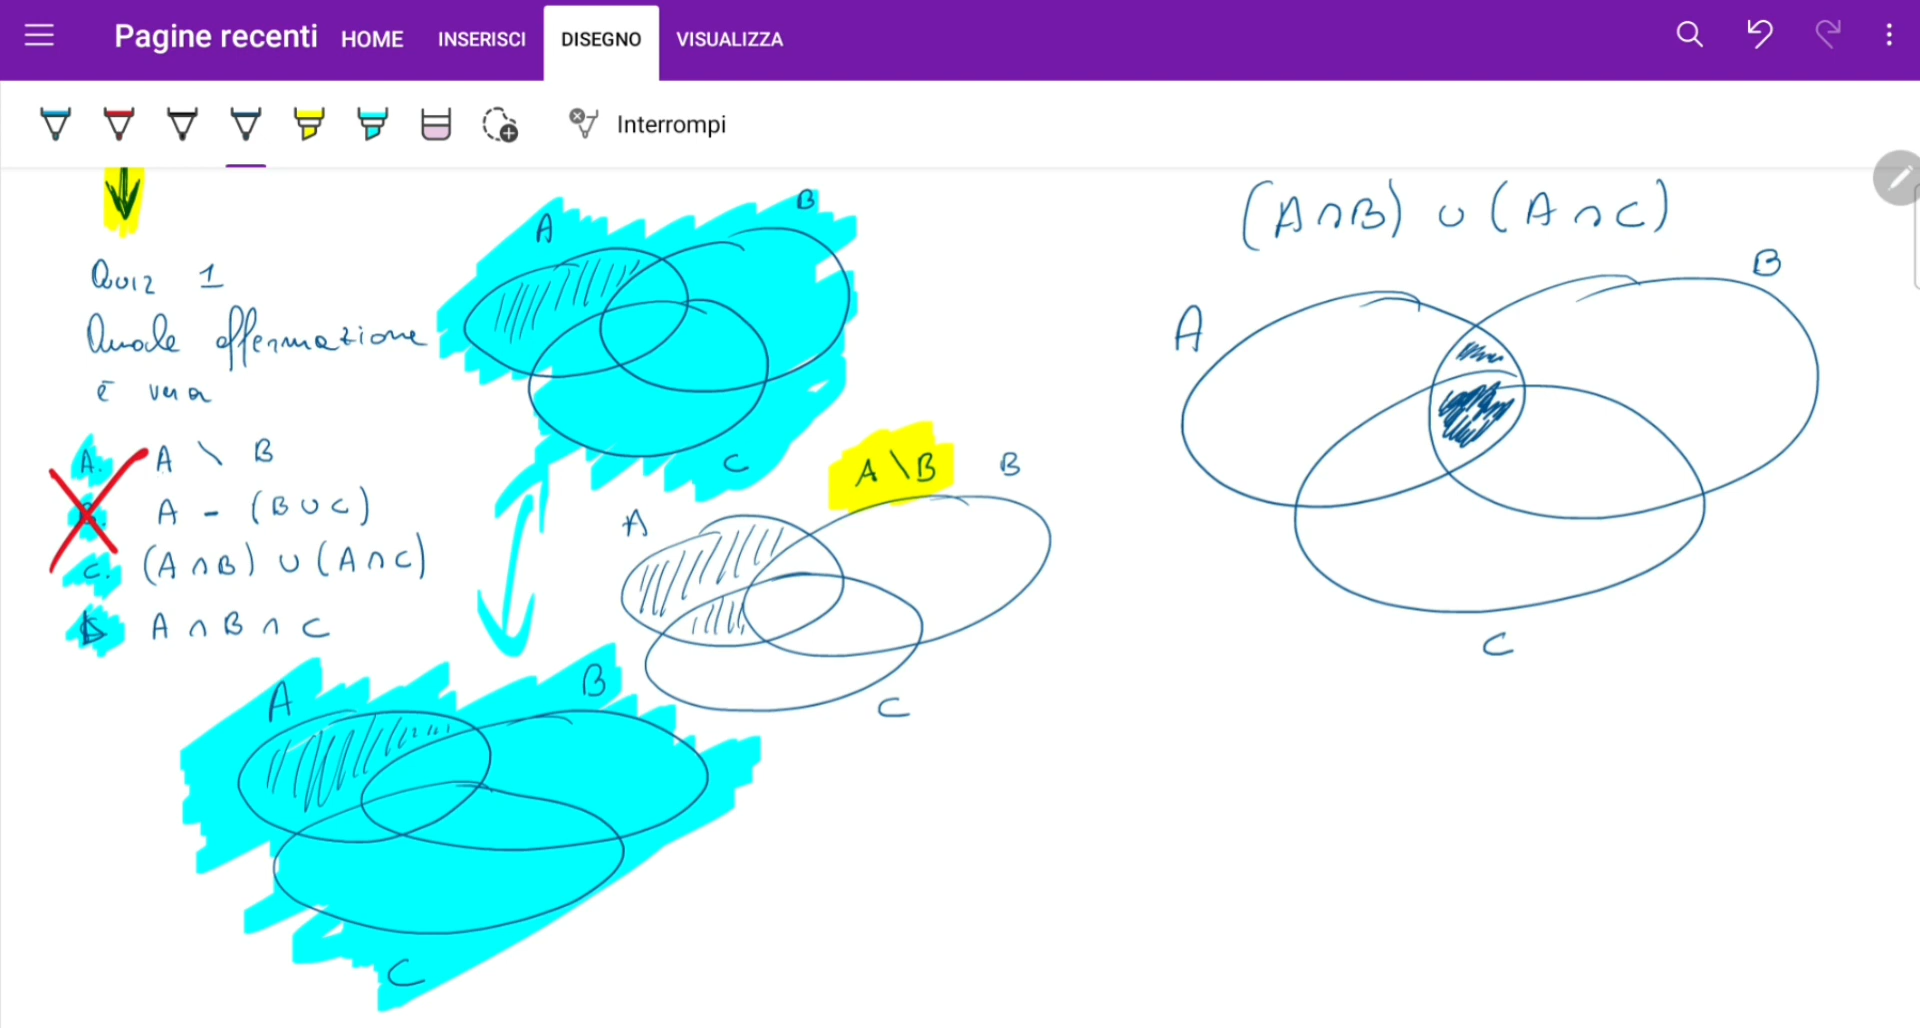 Pagine recenti HOME INSERISCI DISEGNO VISUALIZZA
Interrompi
Quiz 1
Quale affermazione
è vera
A. A \ B
B. A - (B ∪ C)
C. (A ∩ B) ∪ (A ∩ C)
D A ∩ B ∩ C
A
B
C
A \ B
A
B
C
A
B
C
(A ∩ B) ∪ (A ∩ C)
A
B
C